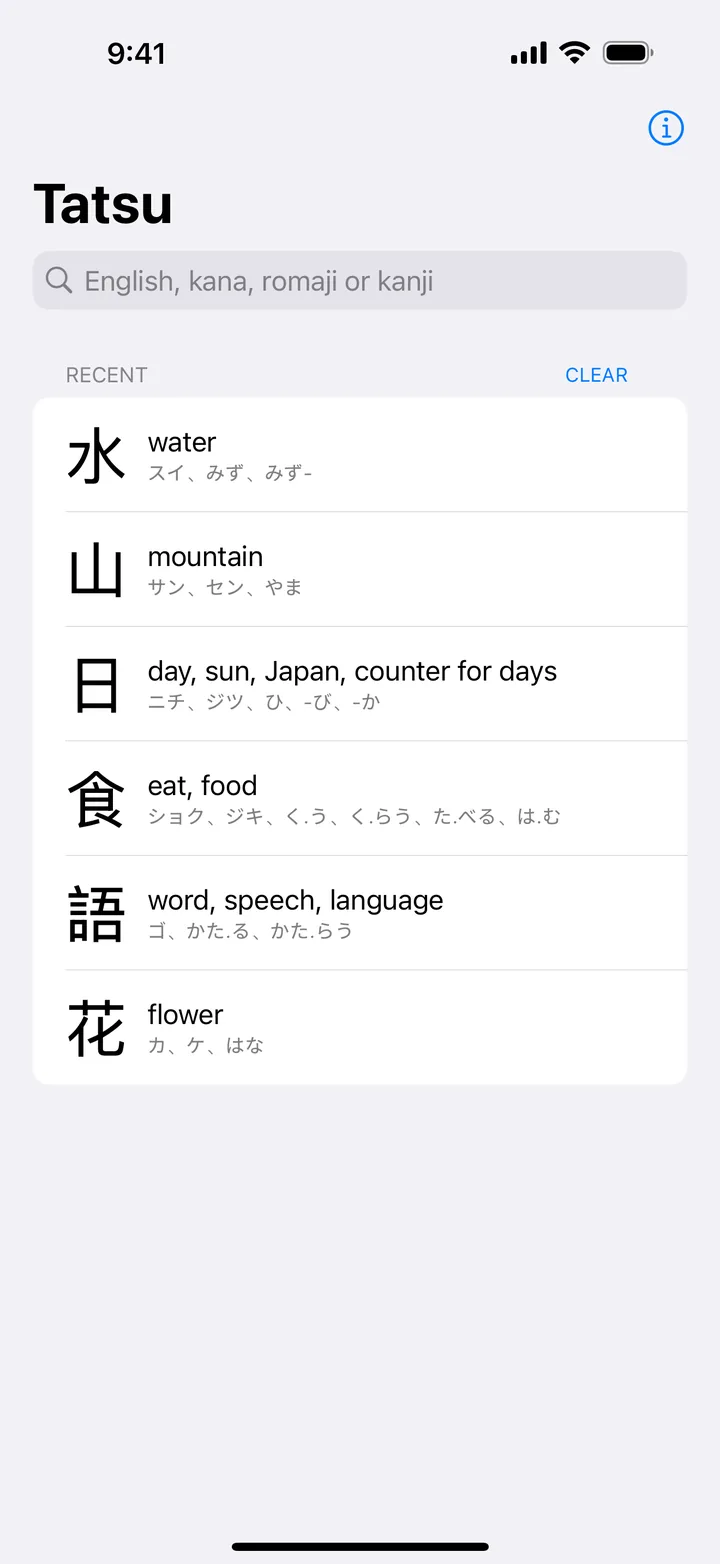 9:41
Tatsu
English, kana, romaji or kanji
RECENT CLEAR
水 water
スイ、みず、みず-
山 mountain
サン、セン、やま
日 day, sun, Japan, counter for days
ニチ、ジツ、ひ、-び、-か
食 eat, food
ショク、ジキ、く.う、く.らう、た.べる、は.む
語 word, speech, language
ゴ、かた.る、かた.らう
花 flower
カ、ケ、はな